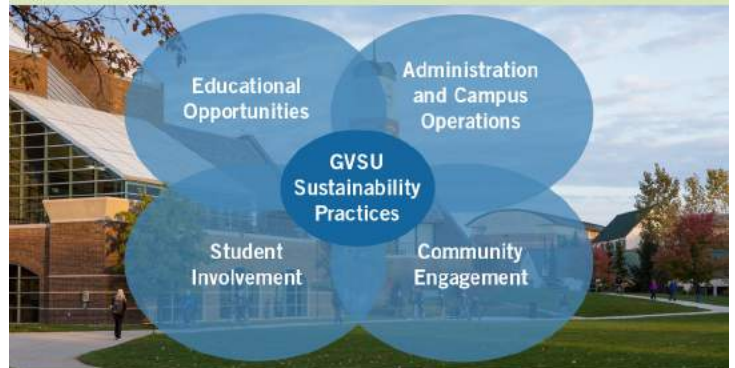 Educational
Opportunities
Administration
and Campus
Operations
GVSU
Sustainability
Practices
Student
Involvement
Community
Engagement